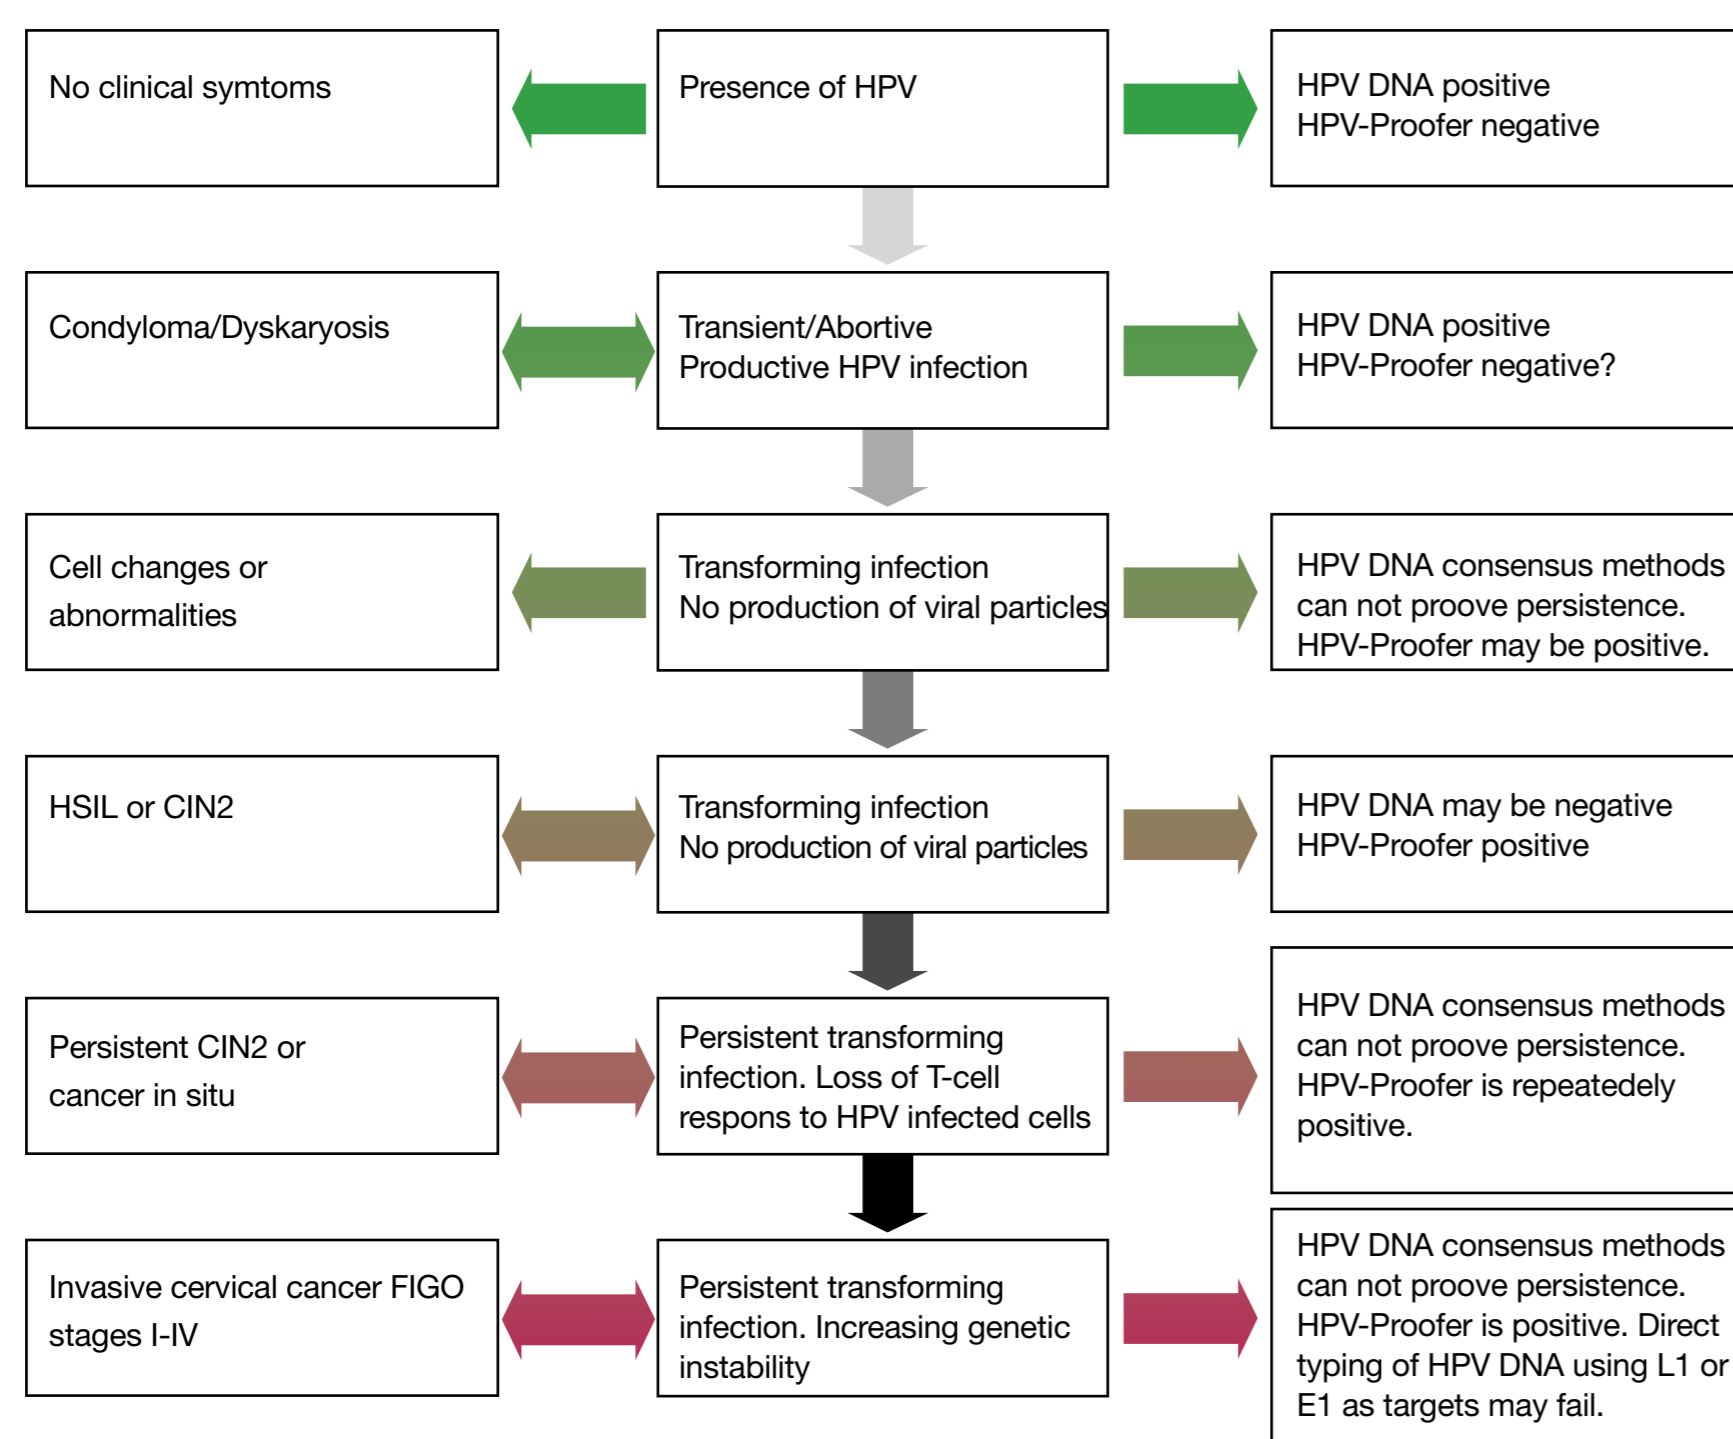 No clinical symtoms
Presence of HPV
HPV DNA positive
HPV-Proofer negative
Condyloma/Dyskaryosis
Transient/Abortive
Productive HPV infection
HPV DNA positive
HPV-Proofer negative?
Cell changes or
abnormalities
Transforming infection
No production of viral particles
HPV DNA consensus methods
can not proove persistence.
HPV-Proofer may be positive.
HSIL or CIN2
Transforming infection
No production of viral particles
HPV DNA may be negative
HPV-Proofer positive
Persistent CIN2 or
cancer in situ
Persistent transforming
infection. Loss of T-cell
respons to HPV infected cells
HPV DNA consensus methods
can not proove persistence.
HPV-Proofer is repeatedely
positive.
Invasive cervical cancer FIGO
stages I-IV
Persistent transforming
infection. Increasing genetic
instability
HPV DNA consensus methods
can not proove persistence.
HPV-Proofer is positive. Direct
typing of HPV DNA using L1 or
E1 as targets may fail.